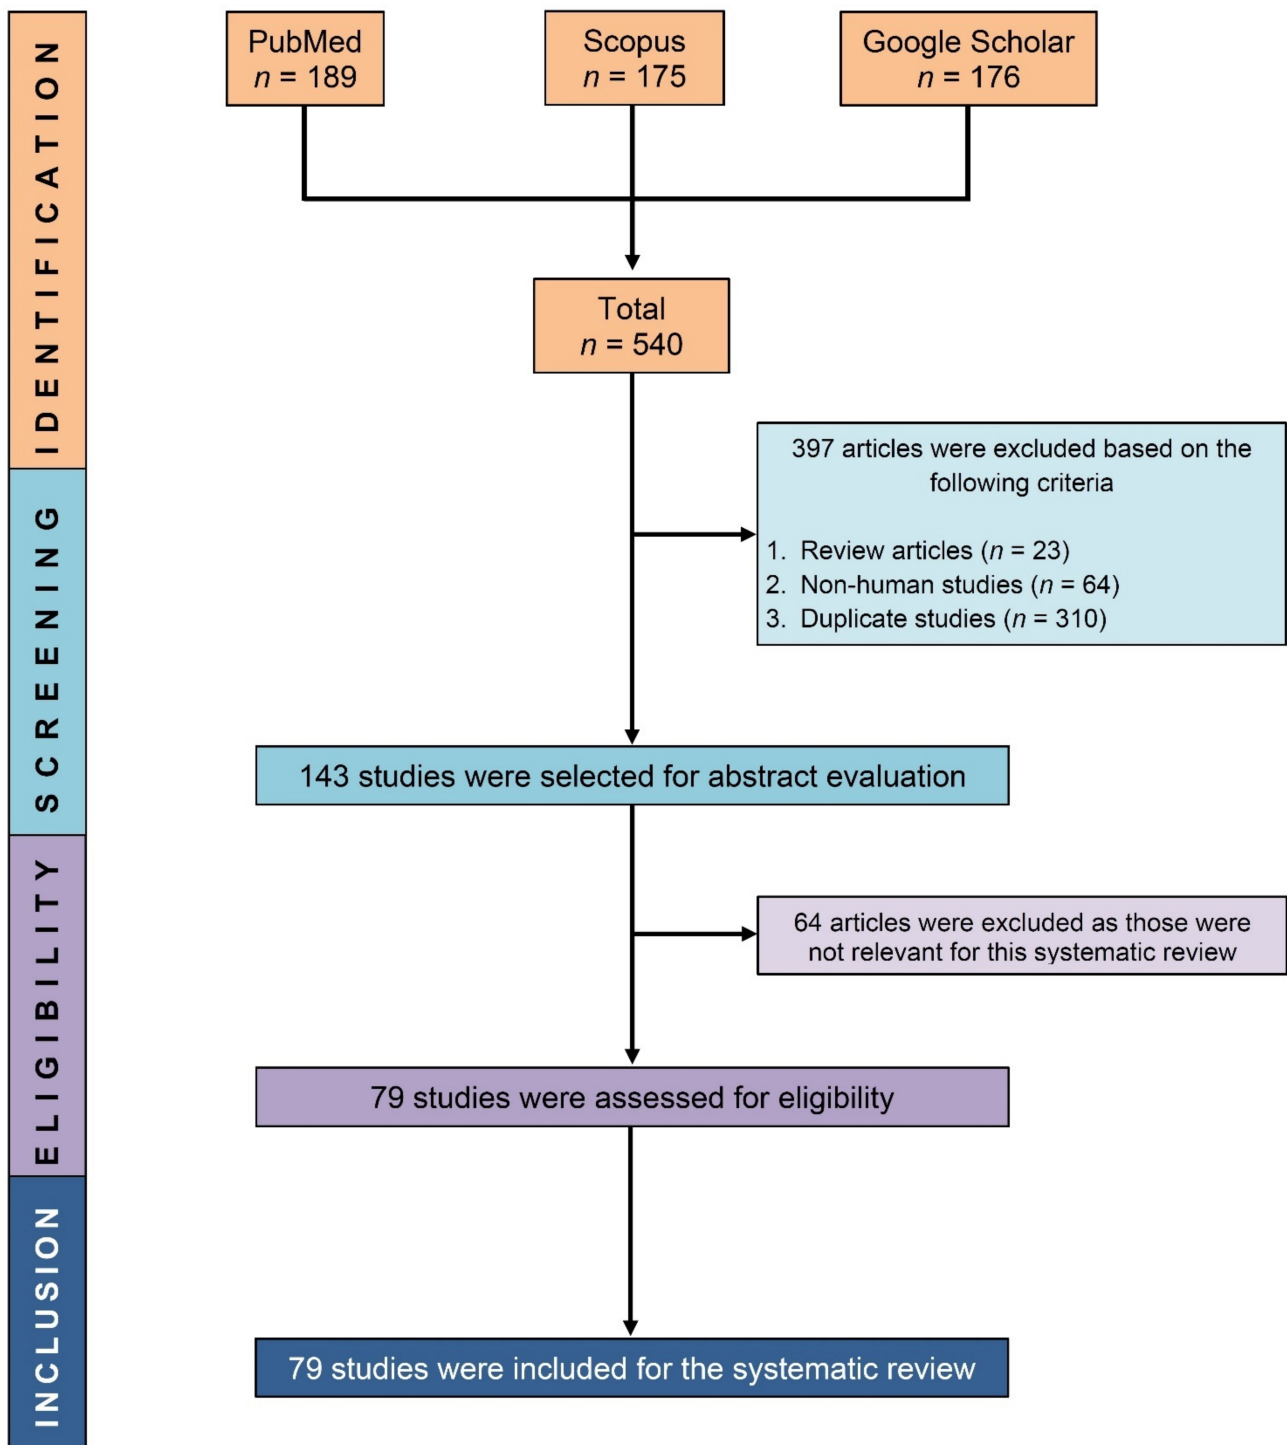 IDENTIFICATION
PubMed
n = 189
Scopus
n = 175
Google Scholar
n = 176
Total
n = 540
SCREENING
397 articles were excluded based on the
following criteria
1. Review articles (n = 23)
2. Non-human studies (n = 64)
3. Duplicate studies (n = 310)
143 studies were selected for abstract evaluation
ELIGIBILITY
64 articles were excluded as those were
not relevant for this systematic review
79 studies were assessed for eligibility
INCLUSION
79 studies were included for the systematic review